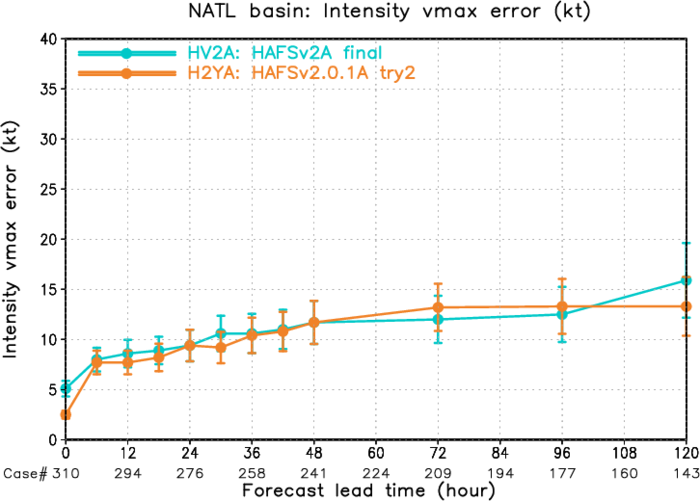 NATL basin: Intensity vmax error (kt)
HV2A: HAFSv2A final
H2YA: HAFSv2.0.1A try2
Intensity vmax error (kt)
40
35
30
25
20
15
10
5
0
0 12 24 36 48 60 72 84 96 108 120
Case# 310 294 276 258 241 224 209 194 177 160 143
Forecast lead time (hour)